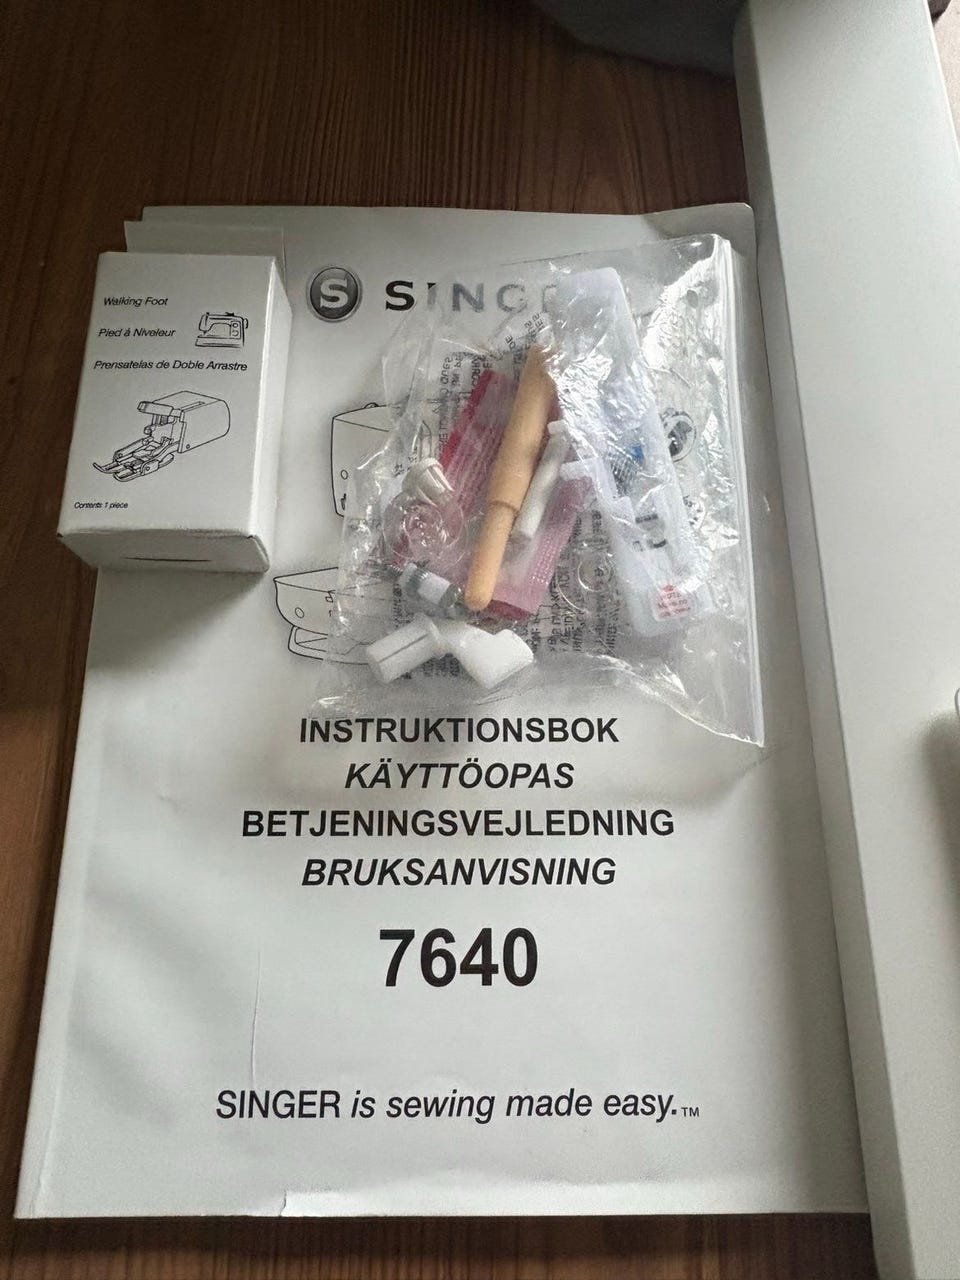 Walking Foot
Pied à Niveleur
Prensatelas de Doble Arrastre
Contents 1 piece
S SING
INSTRUKTIONSBOK
KÄYTTÖOPAS
BETJENINGSVEJLEDNING
BRUKSANVISNING
7640
SINGER is sewing made easy.™